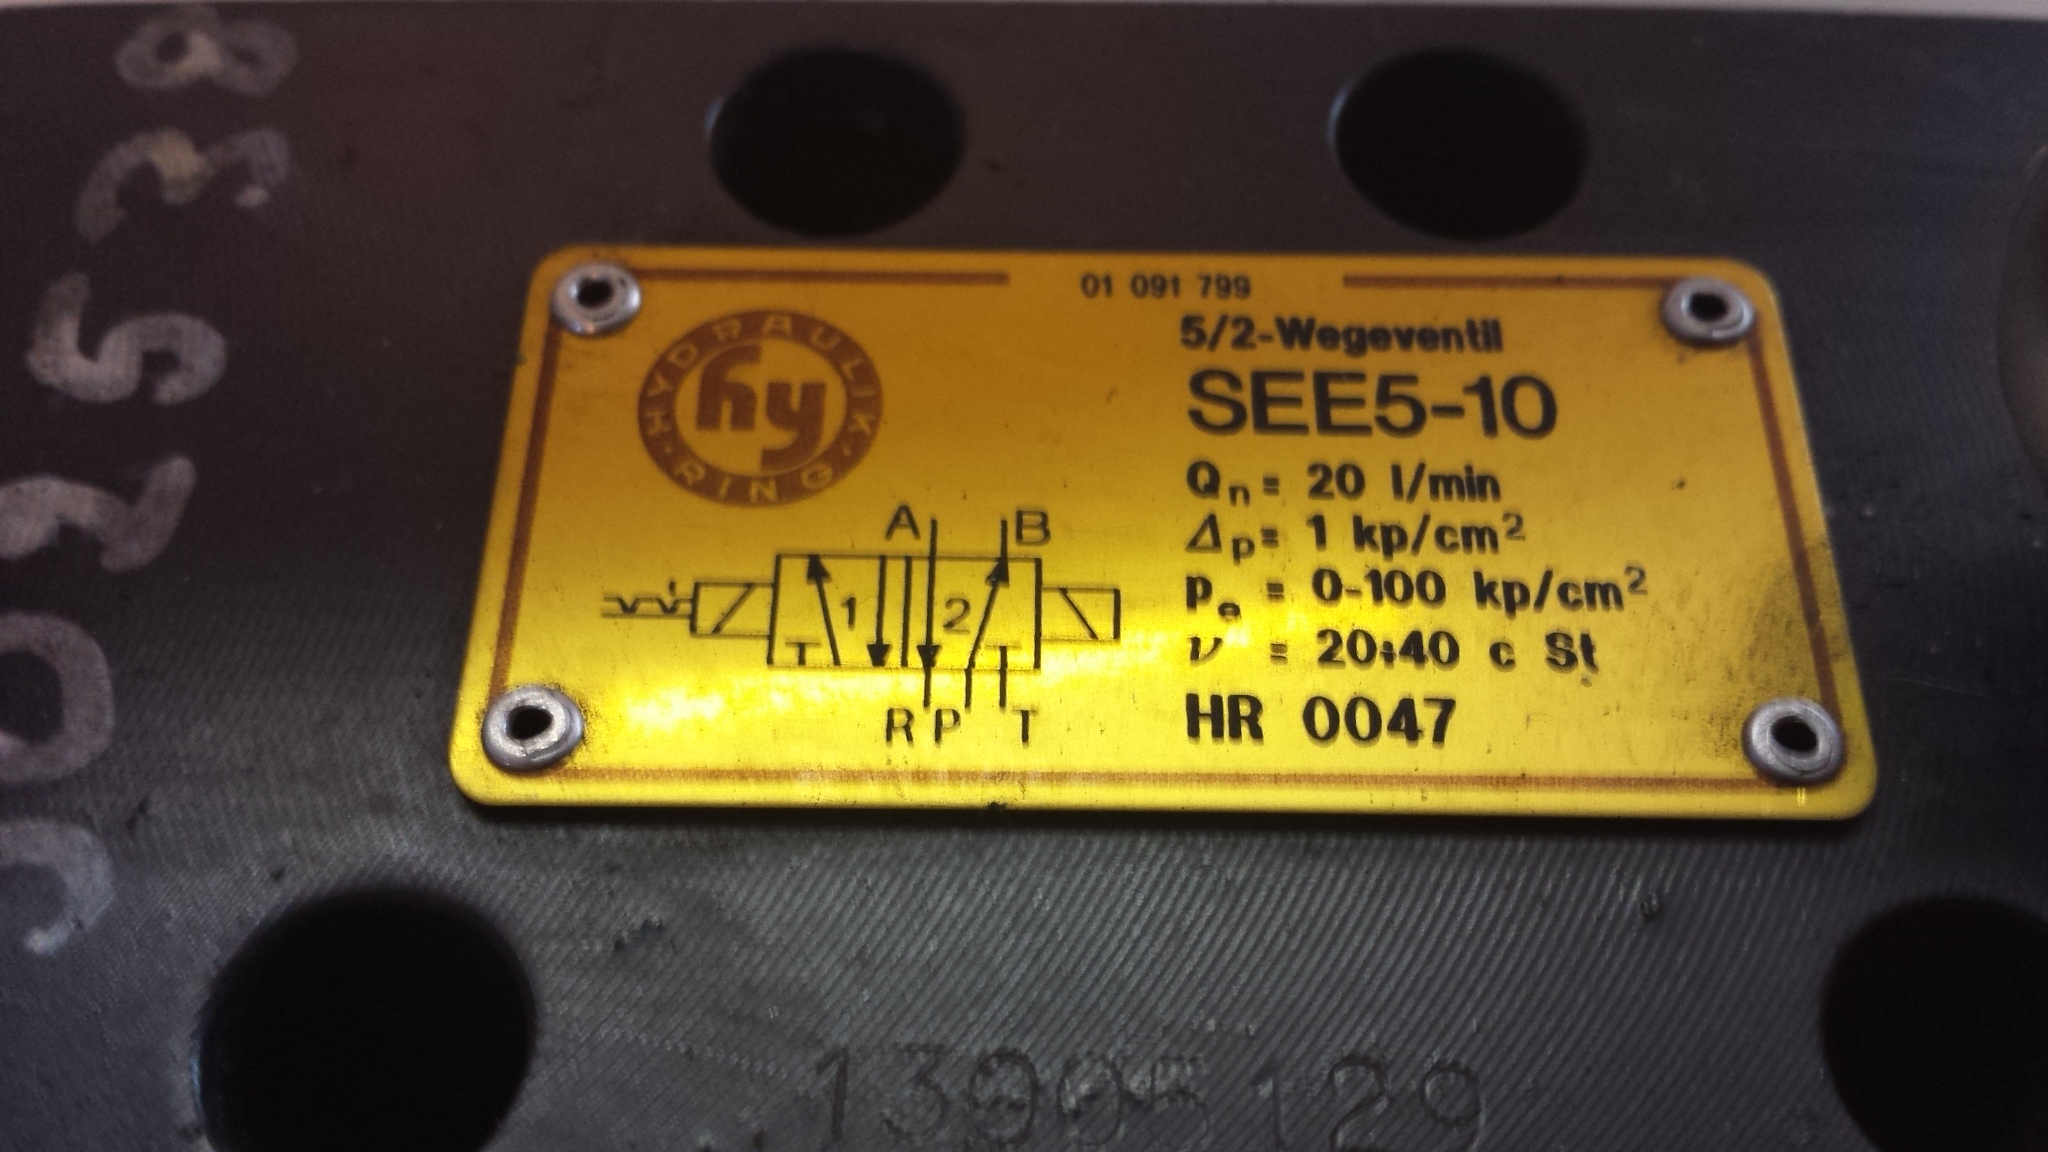 01 091 799
HYDRAULIK · RING ·
hy
5/2-Wegeventil
SEE5-10
Qn = 20 l/min
Δp = 1 kp/cm²
pe = 0-100 kp/cm²
ν = 20÷40 c St
HR 0047
A B
1 2
R P T